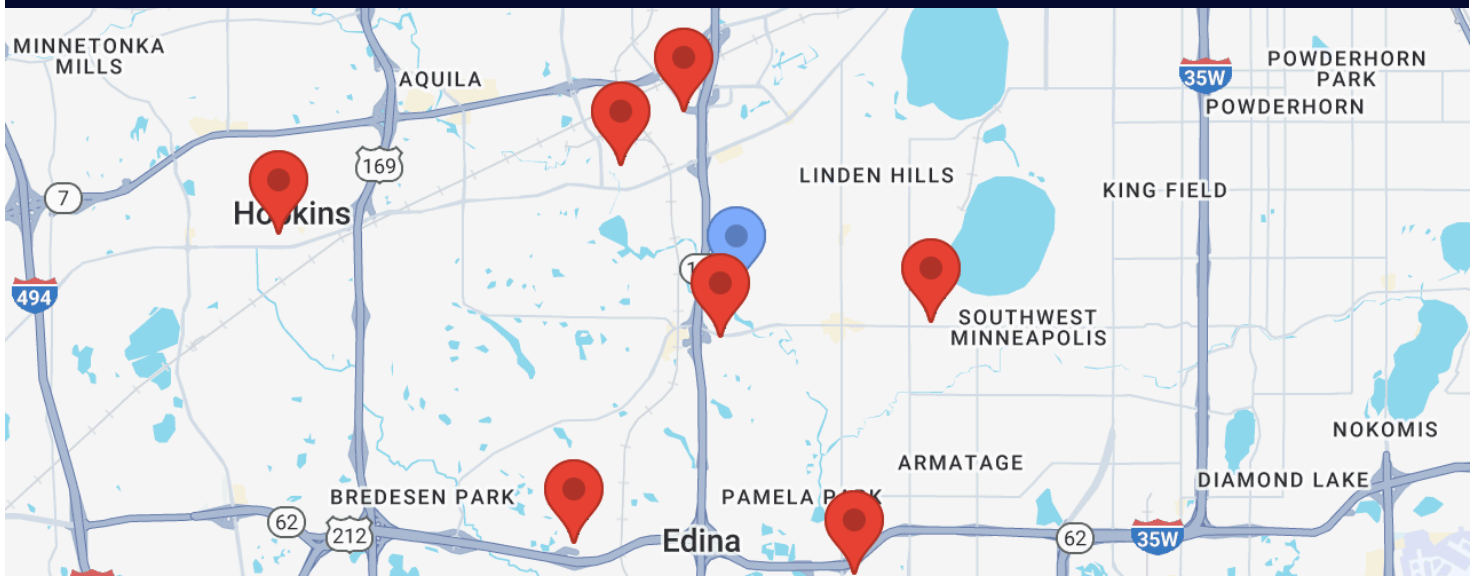 MINNETONKA
MILLS
AQUILA
35W
POWDERHORN
PARK
POWDERHORN
169
LINDEN HILLS
KING FIELD
7
Hopkins
1
494
SOUTHWEST
MINNEAPOLIS
NOKOMIS
ARMATAGE
DIAMOND LAKE
BREDESEN PARK
PAMELA PARK
62
212
Edina
62
35W